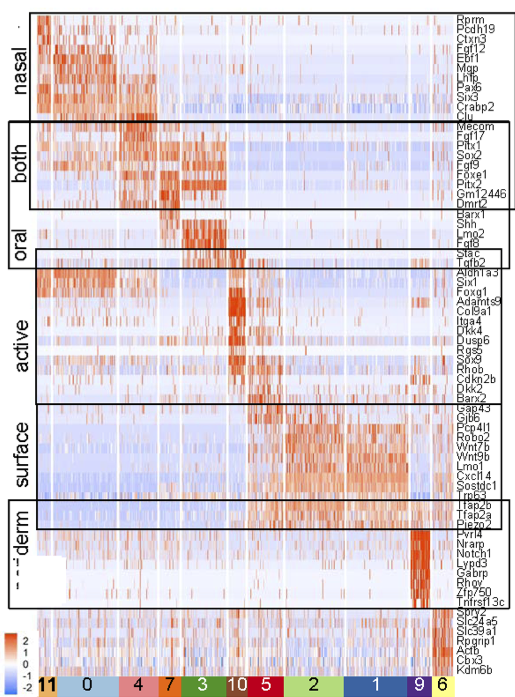 nasal
both
oral
active
surface
derm
Rprm
Pcdh19
Ctxn3
Fgf12
Ebf1
Mgp
Lhfp
Pax6
Six3
Crabp2
Clu
Mecom
Fgf17
Pitx1
Sox2
Fgf9
Foxe1
Pitx2
Gm12446
Dmrt2
Barx1
Shh
Lmo2
Fgf8
Stac
Tgfb2
Aldh1a3
Six1
Foxg1
Adamts9
Col9a1
Itga4
Dkk4
Dusp6
Rgs5
Sox9
Rhob
Cdkn2b
Dkk2
Barx2
Gap43
Gjb6
Pcp4l1
Robo2
Wnt7b
Wnt9b
Lmo1
Cxcl14
Sostdc1
Trp63
Tfap2b
Tfap2a
Piezo2
Pvrl4
Nrarp
Notch1
Lypd3
Gabrp
Rhov
Zfp750
Tnfrsf13c
Spry2
Slc24a5
Slc39a1
Rpgrip1
Actb
Cbx3
Kdm6b
2
1
0
-1
-2
11 0 4 7 3 10 5 2 1 9 6